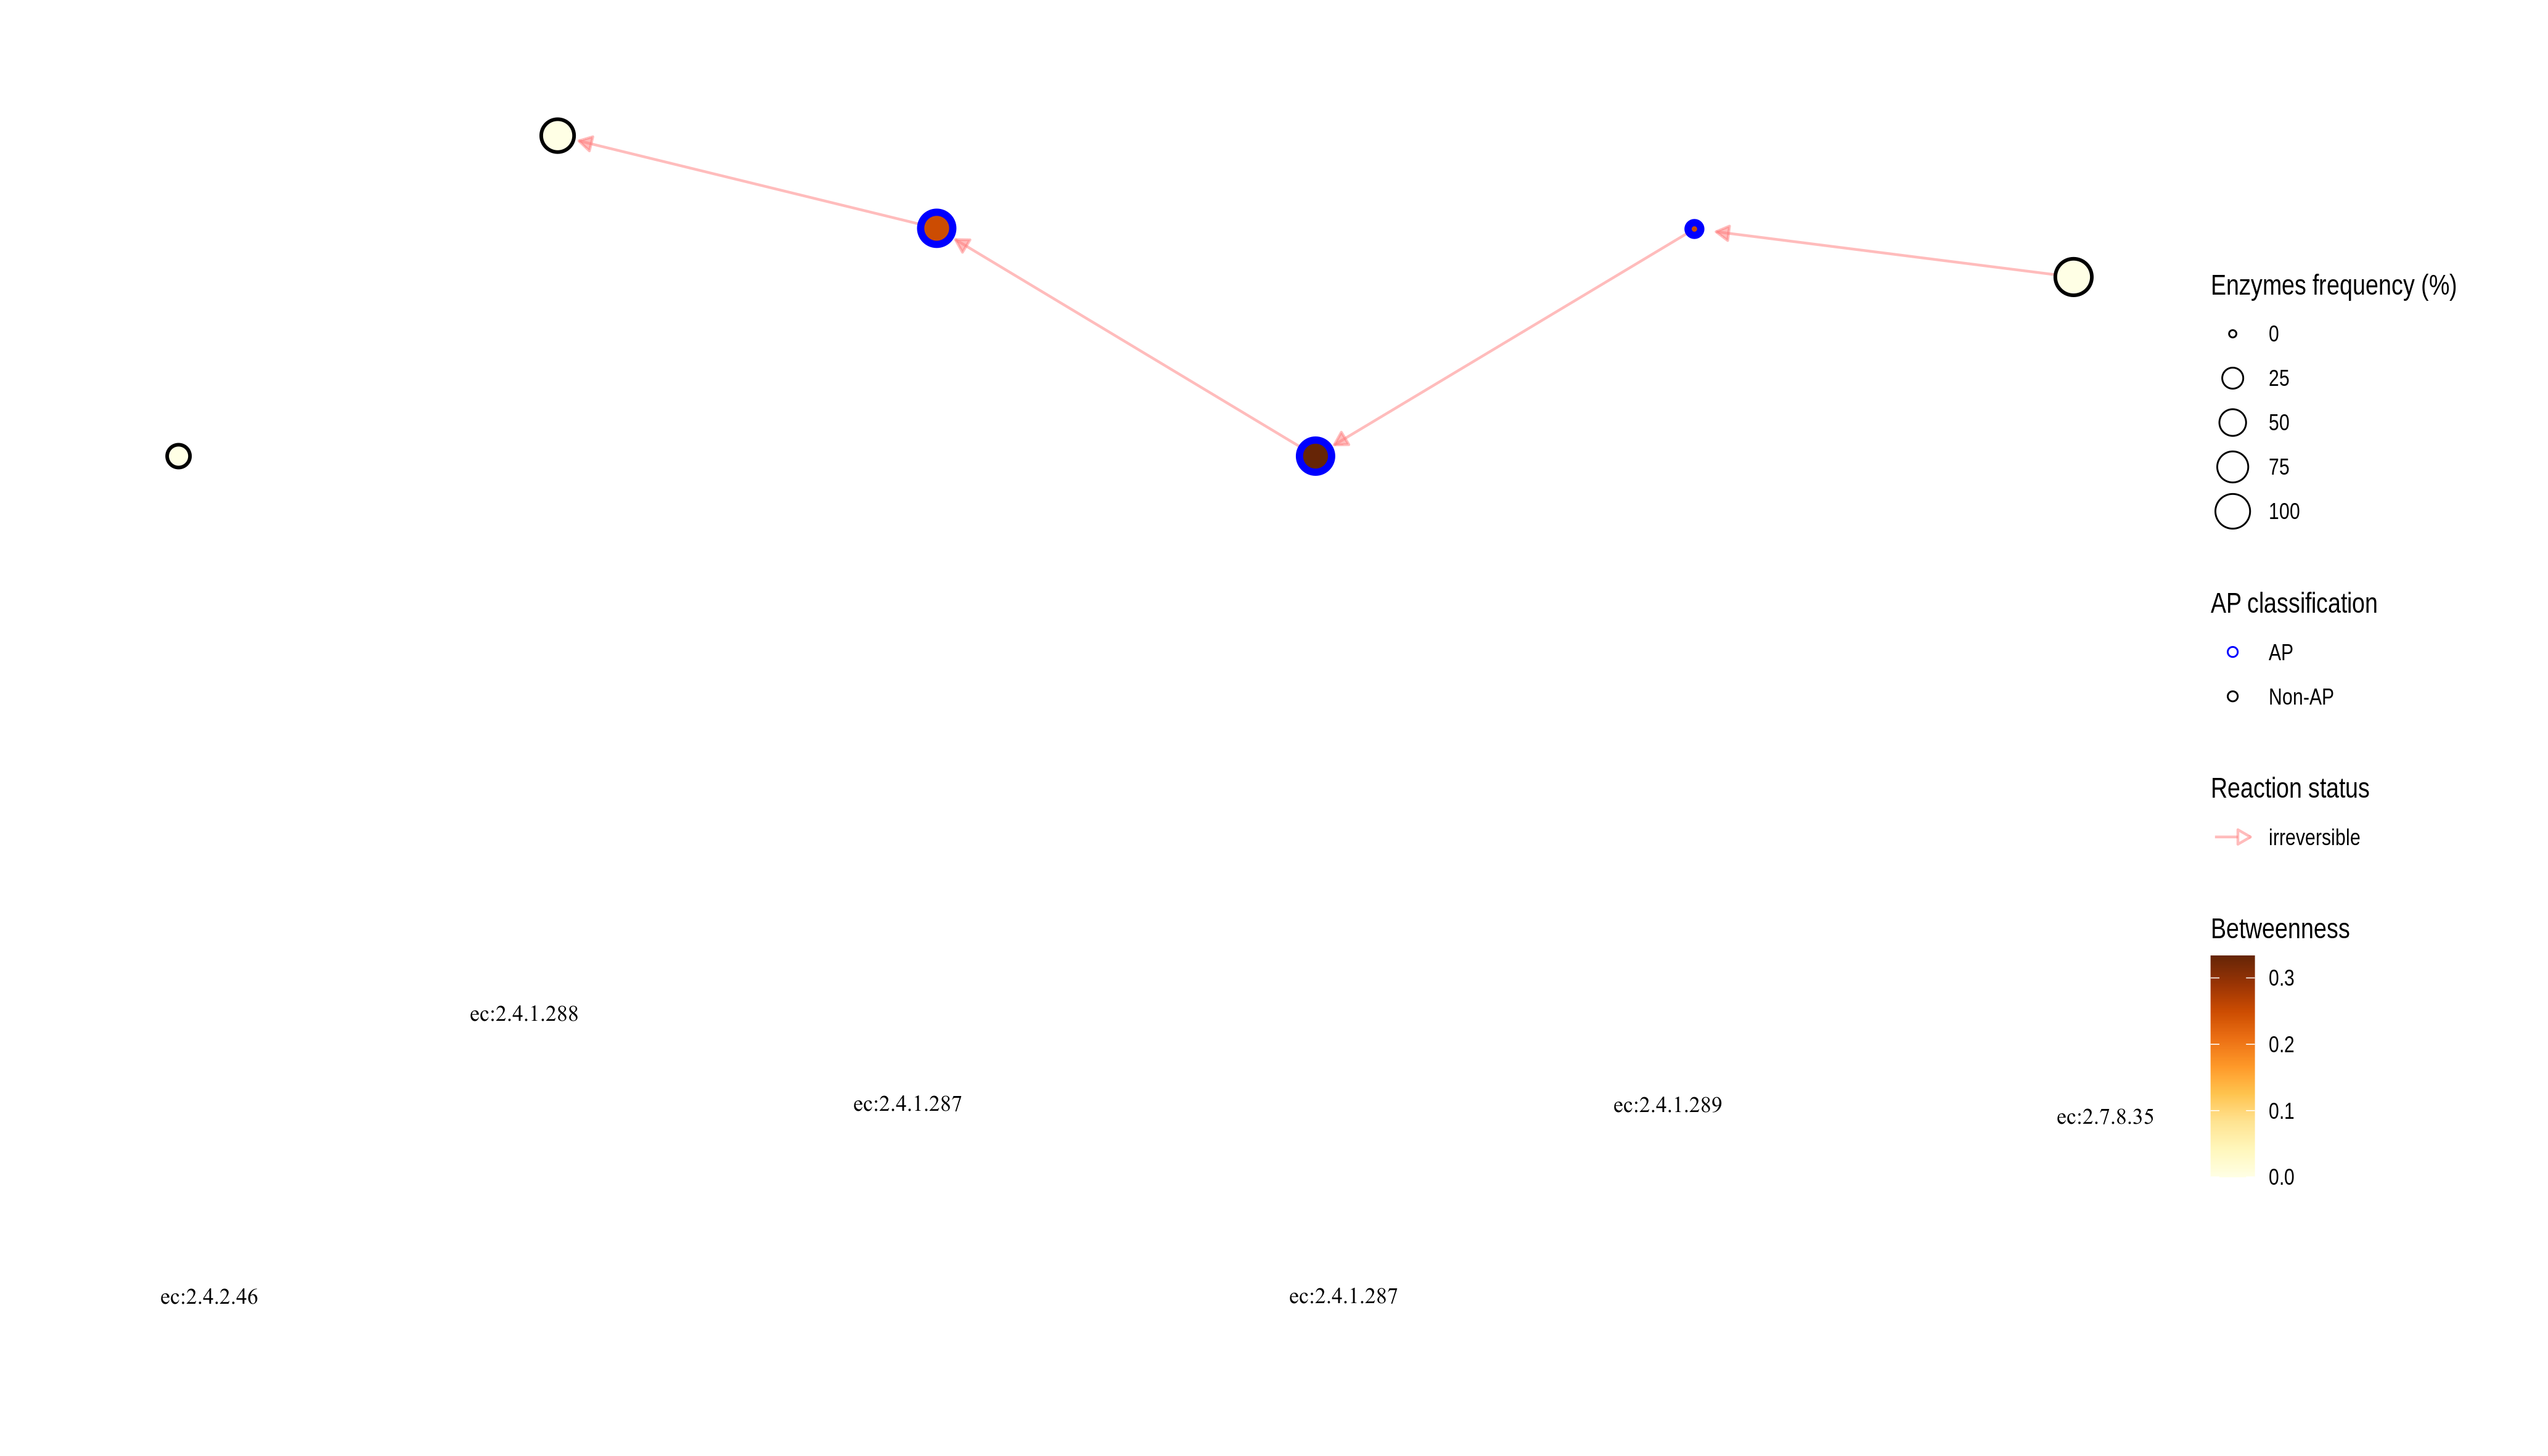 Enzymes frequency (%)
0
25
50
75
100
AP classification
AP
Non-AP
Reaction status
irreversible
Betweenness
0.3
0.2
0.1
0.0
ec:2.4.1.288
ec:2.4.1.287
ec:2.4.1.289
ec:2.7.8.35
ec:2.4.2.46
ec:2.4.1.287